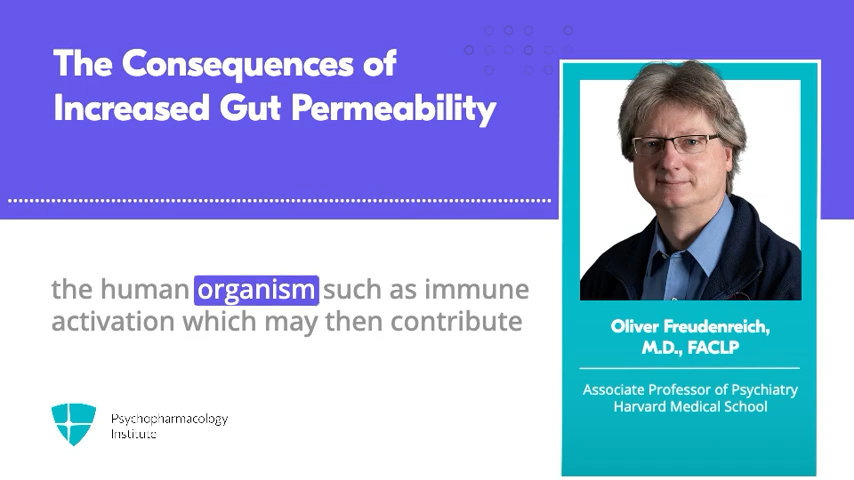 The Consequences of
Increased Gut Permeability
the human organism such as immune
activation which may then contribute
Psychopharmacology
Institute
Oliver Freudenreich,
M.D., FACLP
Associate Professor of Psychiatry
Harvard Medical School